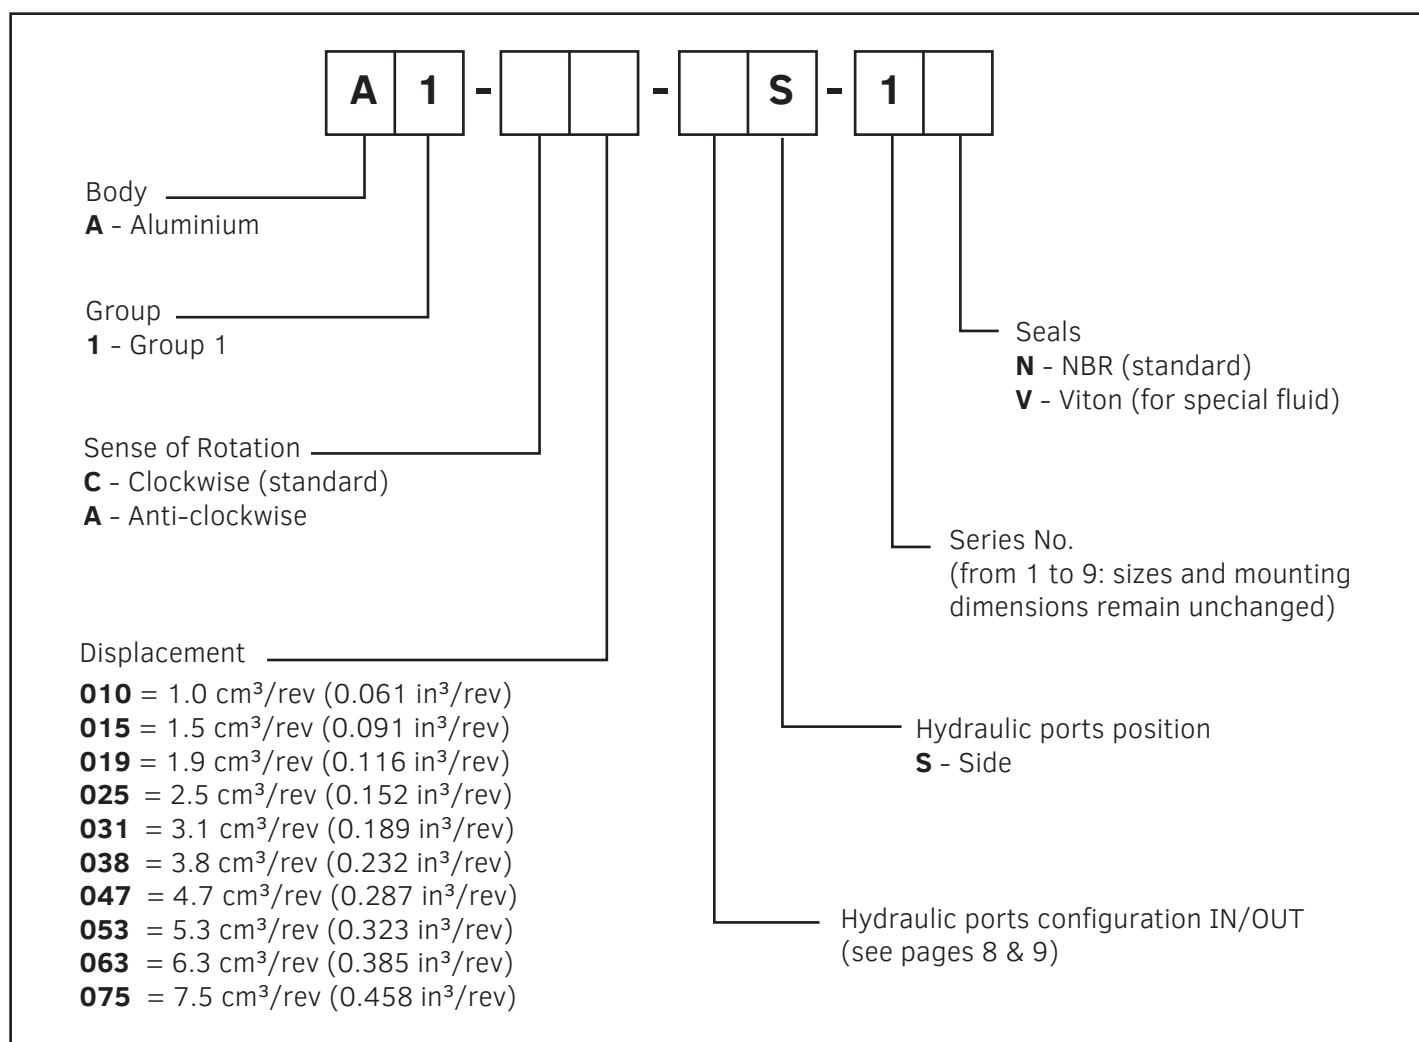 A 1 - - S - 1
Body
A - Aluminium
Group
1 - Group 1
Seals
N - NBR (standard)
V - Viton (for special fluid)
Sense of Rotation
C - Clockwise (standard)
A - Anti-clockwise
Series No.
(from 1 to 9: sizes and mounting
dimensions remain unchanged)
Displacement
010 = 1.0 cm³/rev (0.061 in³/rev)
015 = 1.5 cm³/rev (0.091 in³/rev)
019 = 1.9 cm³/rev (0.116 in³/rev)
025 = 2.5 cm³/rev (0.152 in³/rev)
031 = 3.1 cm³/rev (0.189 in³/rev)
038 = 3.8 cm³/rev (0.232 in³/rev)
047 = 4.7 cm³/rev (0.287 in³/rev)
053 = 5.3 cm³/rev (0.323 in³/rev)
063 = 6.3 cm³/rev (0.385 in³/rev)
075 = 7.5 cm³/rev (0.458 in³/rev)
Hydraulic ports position
S - Side
Hydraulic ports configuration IN/OUT
(see pages 8 & 9)